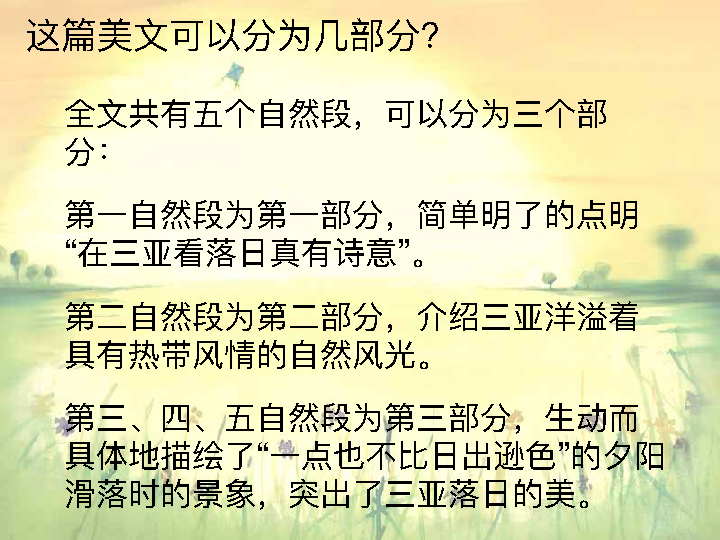 这篇美文可以分为几部分？
全文共有五个自然段，可以分为三个部
分：
第一自然段为第一部分，简单明了的点明
“在三亚看落日真有诗意”。
第二自然段为第二部分，介绍三亚洋溢着
具有热带风情的自然风光。
第三、四、五自然段为第三部分，生动而
具体地描绘了“一点也不比日出逊色”的夕阳
滑落时的景象，突出了三亚落日的美。